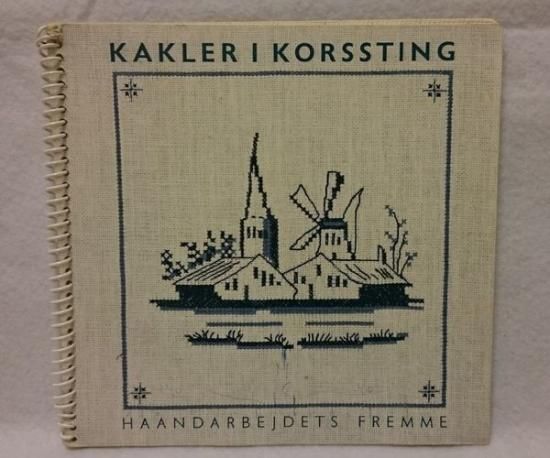 KAKLER I KORSSTING
HAANDARBEJDETS FREMME